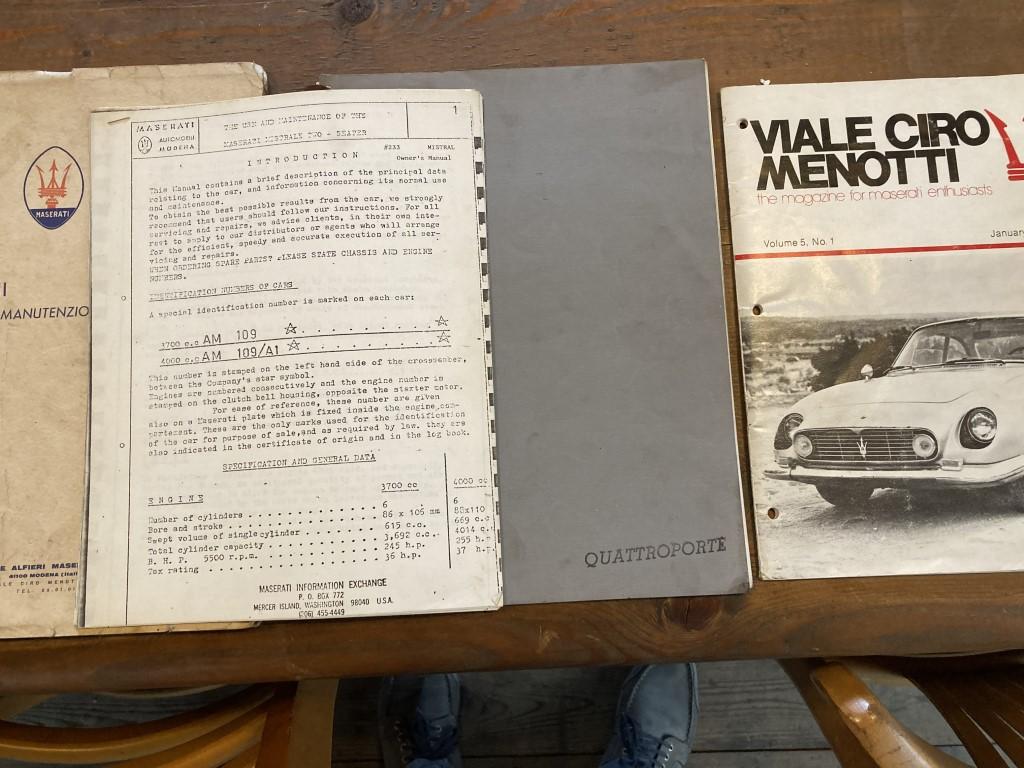 MASERATI
I
MANUTENZIO
E ALFIERI MASE
41100 MODENA (Ital
LE CIRO MENOT
MASERATI
AUTOMOBILI
MODENA
THE USE AND MAINTENANCE OF THE
MASERATI MISTRALE TWO - SEATER
1
#233 MISTRAL
Owner's Manual
INTRODUCTION
This Manual contains a brief description of the principal data
relating to the car, and information concerning its normal use
and maintenance.
To obtain the best possible results from the car, we strongly
recommend that users should follow our instructions. For all
servicing and repairs, we advise clients, in their own inte-
rest to apply to our distributors or agents who will arrange
for the efficient, speedy and accurate execution of all ser-
vicing and repairs.
WHEN ORDERING SPARE PARTS? PLEASE STATE CHASSIS AND ENGINE
NUMBERS.
IDENTIFICATION NUMBERS OF CARS
A special identification number is marked on each car:
3700 c.c AM 109
4000 c.c AM 109/A1
This number is stamped on the left hand side of the crossmember,
between the Company's star symbol.
Engines are numbered consecutively and the engine number is
stamped on the clutch bell housing, opposite the starter motor.
For ease of reference, these number are given
also on a Maserati plate which is fixed inside the engine,com-
partement. These are the only marks used for the identification
of the car for purpose of sale,and as required by law. they are
also indicated in the certificate of origin and in the log book.
SPECIFICATION AND GENERAL DATA
ENGINE 3700 cc 4000 cc
Number of cylinders 6 6
Bore and stroke 86 x 106 mm 88x110
Swept volume of single cylinder 615 c.c. 669 c.c
Total cylinder capacity 3,692 c.c. 4014 c.c
B. H. P. 5500 r.p.m. 245 h.p. 255 h.p
Tax rating 36 h.p. 37 h.p
MASERATI INFORMATION EXCHANGE
P. O. BOX 772
MERCER ISLAND, WASHINGTON 98040 U.S.A.
(206) 455-4449
QUATTROPORTE
VIALE CIRO
MENOTTI
the magazine for maserati enthusiasts
Volume 5, No. 1 January